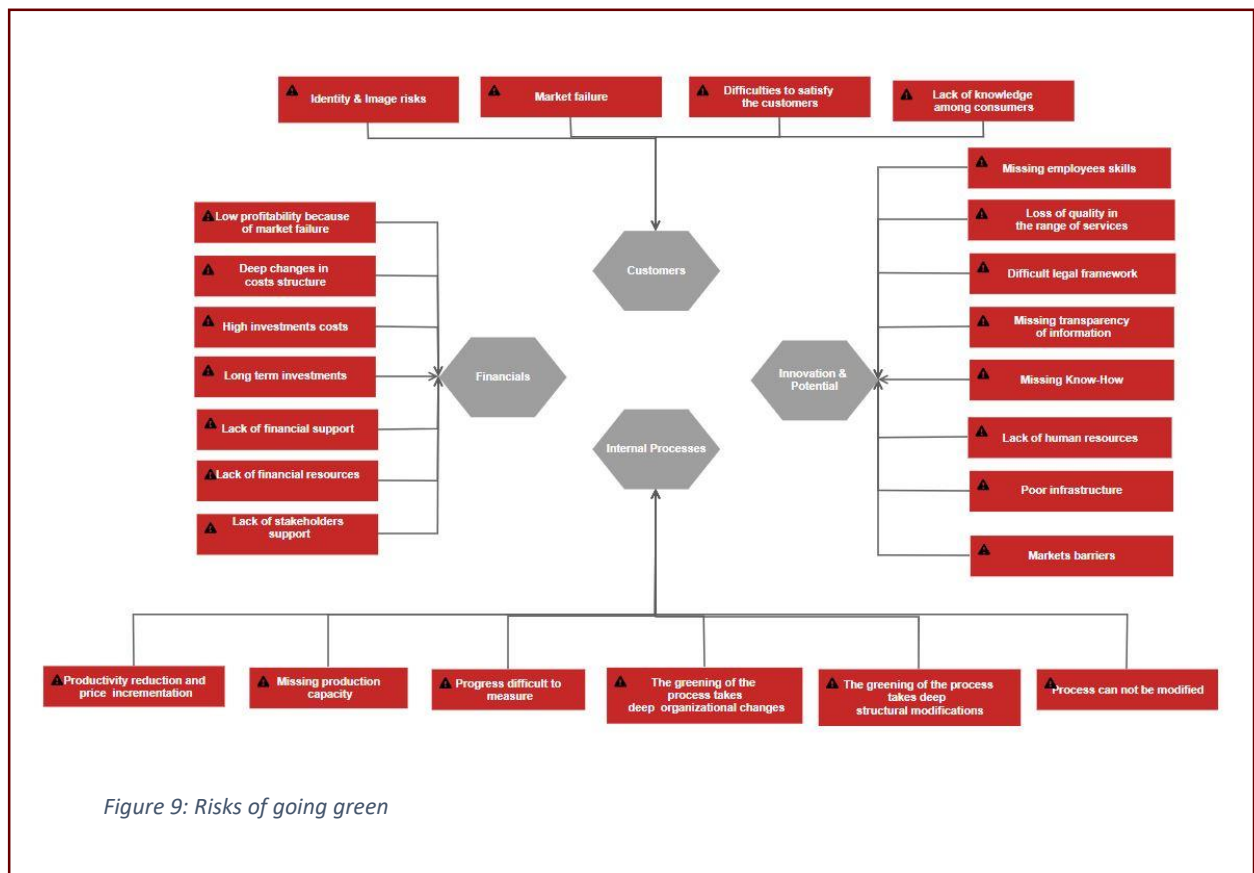 Identity & Image risks
Market failure
Difficulties to satisfy
the customers
Lack of knowledge
among consumers
Customers
Low profitability because
of market failure
Deep changes in
costs structure
High investments costs
Long term investments
Lack of financial support
Lack of financial resources
Lack of stakeholders
support
Financials
Missing employees skills
Loss of quality in
the range of services
Difficult legal framework
Missing transparency
of information
Missing Know-How
Lack of human resources
Poor infrastructure
Markets barriers
Innovation &
Potential
Internal Processes
Productivity reduction and
price incrementation
Missing production
capacity
Progress difficult to
measure
The greening of the
process takes
deep organizational changes
The greening of the process
takes deep
structural modifications
Process can not be modified
Figure 9: Risks of going green